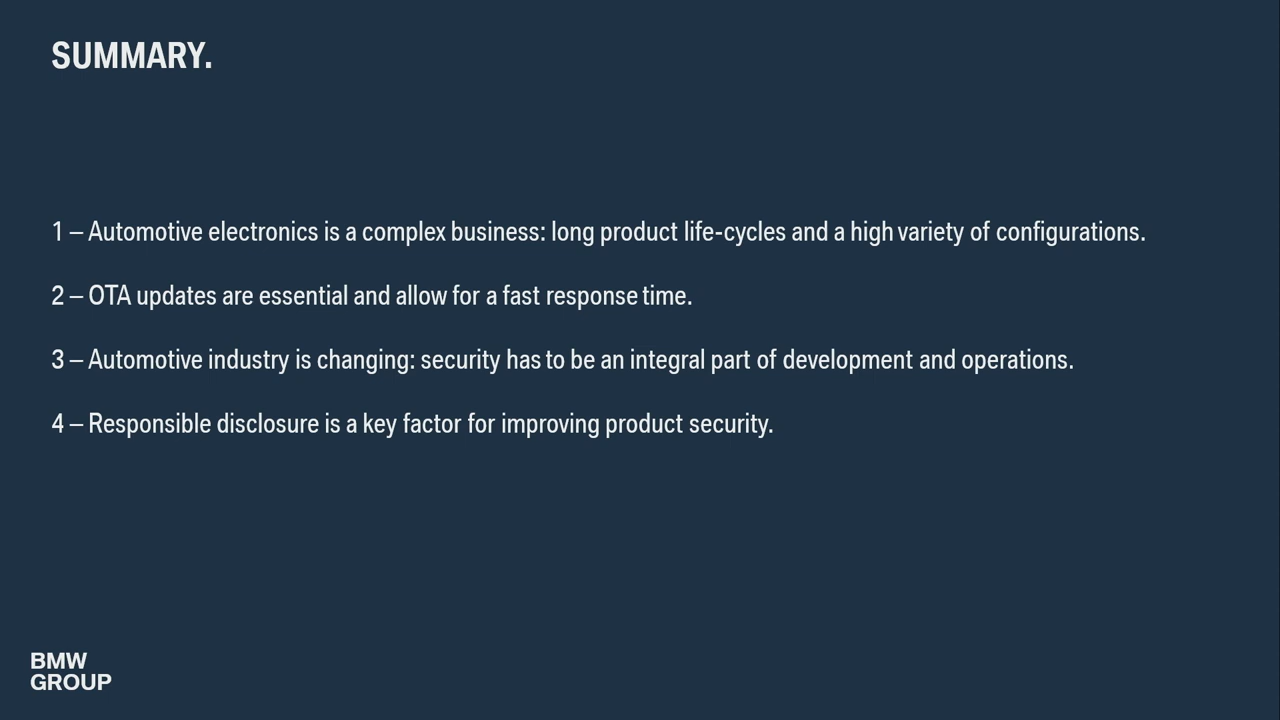 SUMMARY.
1 – Automotive electronics is a complex business: long product life-cycles and a high variety of configurations.
2 – OTA updates are essential and allow for a fast response time.
3 – Automotive industry is changing: security has to be an integral part of development and operations.
4 – Responsible disclosure is a key factor for improving product security.
BMW
GROUP